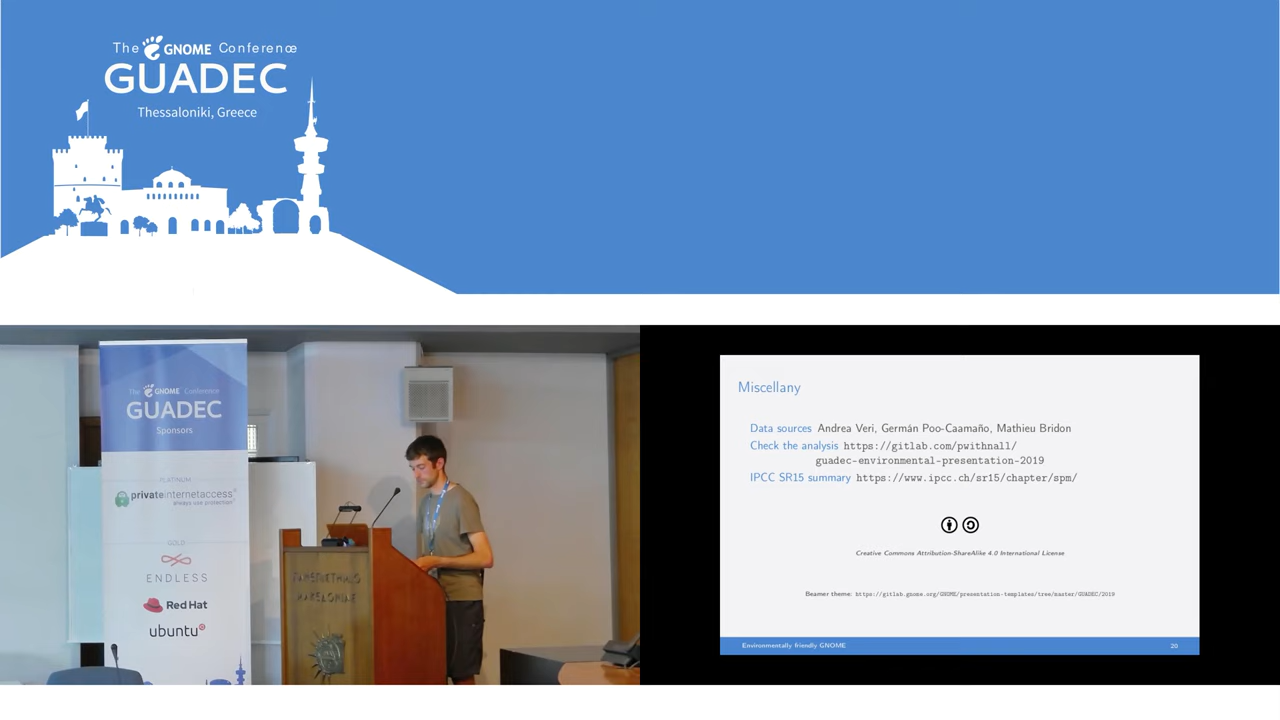 The GNOME Conference
GUADEC
Thessaloniki, Greece
The GNOME Conference
GUADEC
Sponsors
PLATINUM
privateinternetaccess
always use protection
GOLD
ENDLESS
Red Hat
ubuntu
ΠΑΝΕΠΙΣΤΗΜΙΟ
ΜΑΚΕΔΟΝΙΑΣ
Miscellany
Data sources Andrea Veri, Germán Poo-Caamaño, Mathieu Bridon
Check the analysis https://gitlab.com/pwithnall/
guadec-environmental-presentation-2019
IPCC SR15 summary https://www.ipcc.ch/sr15/chapter/spm/
Creative Commons Attribution-ShareAlike 4.0 International License
Beamer theme: https://gitlab.gnome.org/GNOME/presentation-templates/tree/master/GUADEC/2019
Environmentally friendly GNOME 20